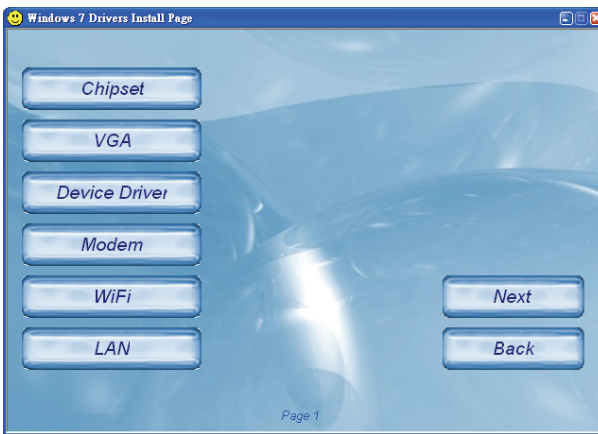 Windows 7 Drivers Install Page
Chipset
VGA
Device Driver
Modem
WiFi
LAN
Next
Back
Page 1